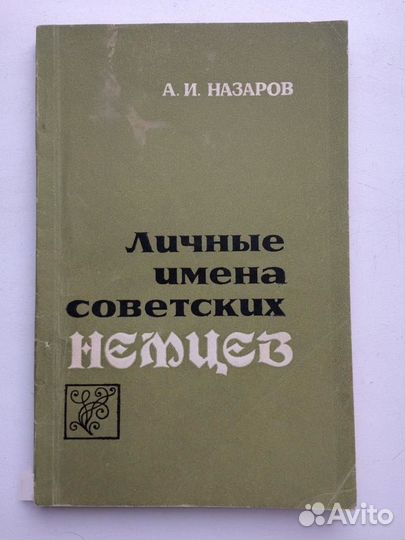 А. И. НАЗАРОВ
Личные
имена
советских
НЕМЦЕВ
Avito